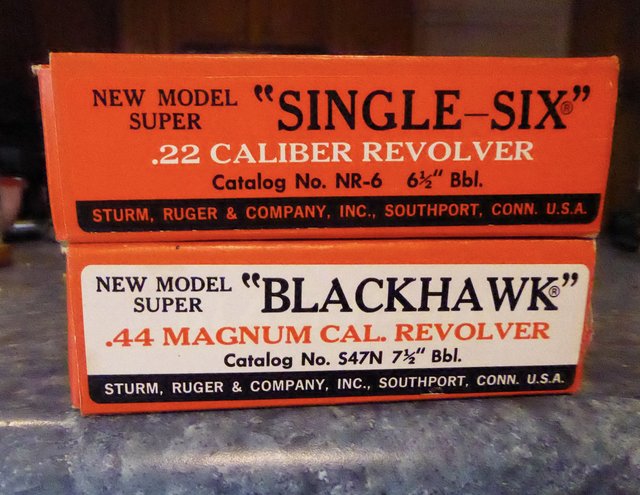 NEW MODEL SUPER "SINGLE-SIX®"
.22 CALIBER REVOLVER
Catalog No. NR-6 6½" Bbl.
STURM, RUGER & COMPANY, INC., SOUTHPORT, CONN. U.S.A.
NEW MODEL SUPER "BLACKHAWK®"
.44 MAGNUM CAL. REVOLVER
Catalog No. S47N 7½" Bbl.
STURM, RUGER & COMPANY, INC., SOUTHPORT, CONN. U.S.A.